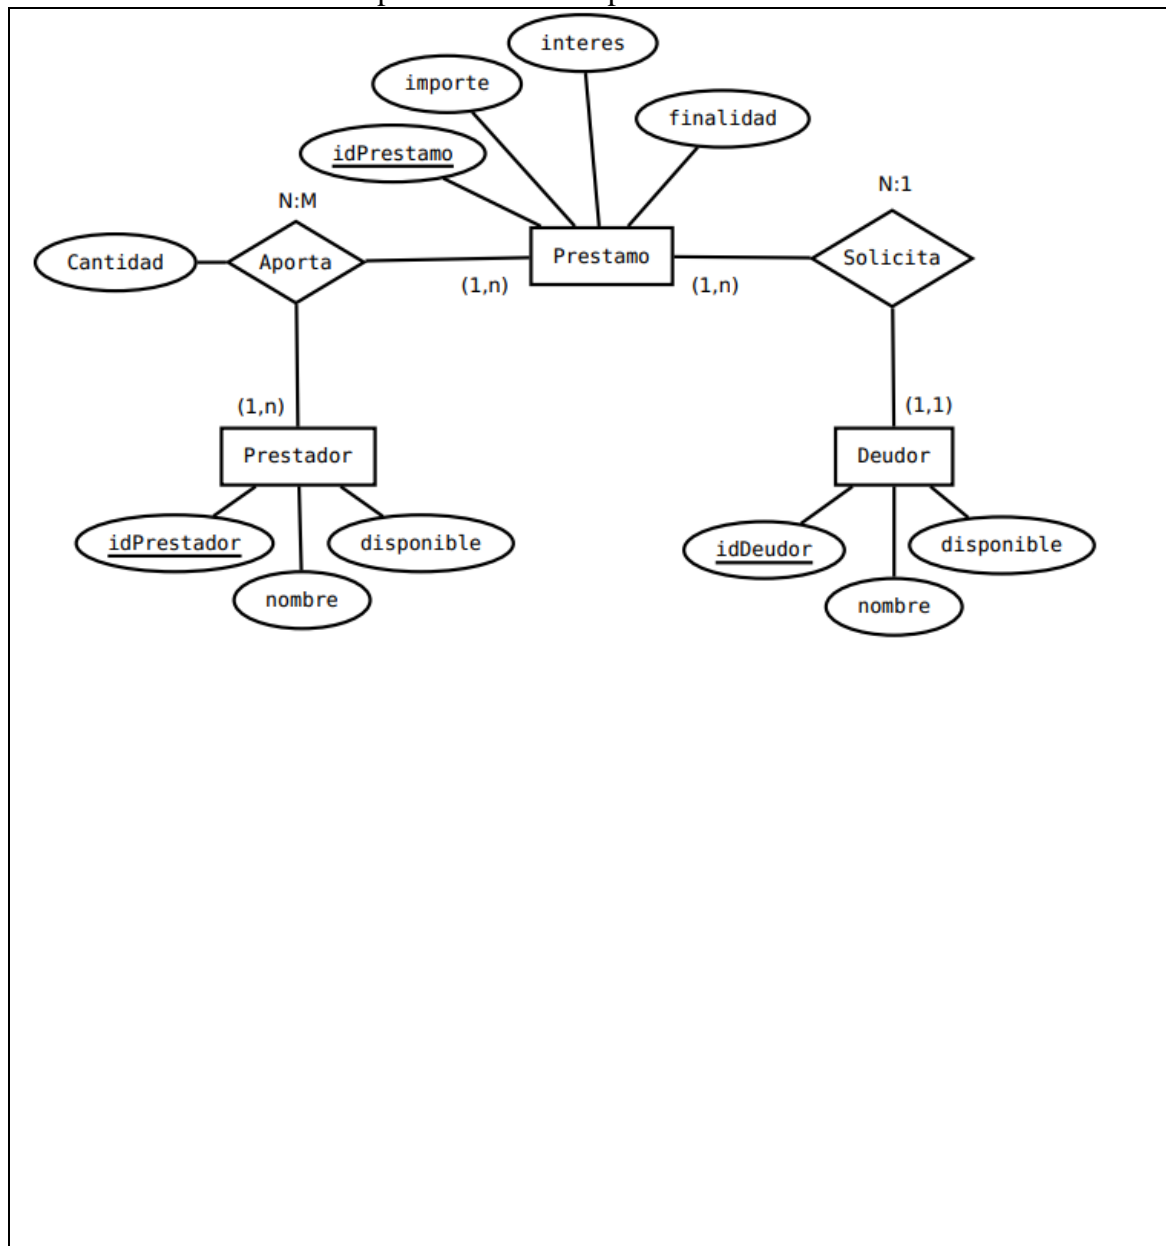 interes
importe
finalidad
idPrestamo
N:M
N:1
Cantidad
Aporta
Prestamo
Solicita
(1,n)
(1,n)
(1,n)
(1,1)
Prestador
Deudor
idPrestador
disponible
idDeudor
disponible
nombre
nombre